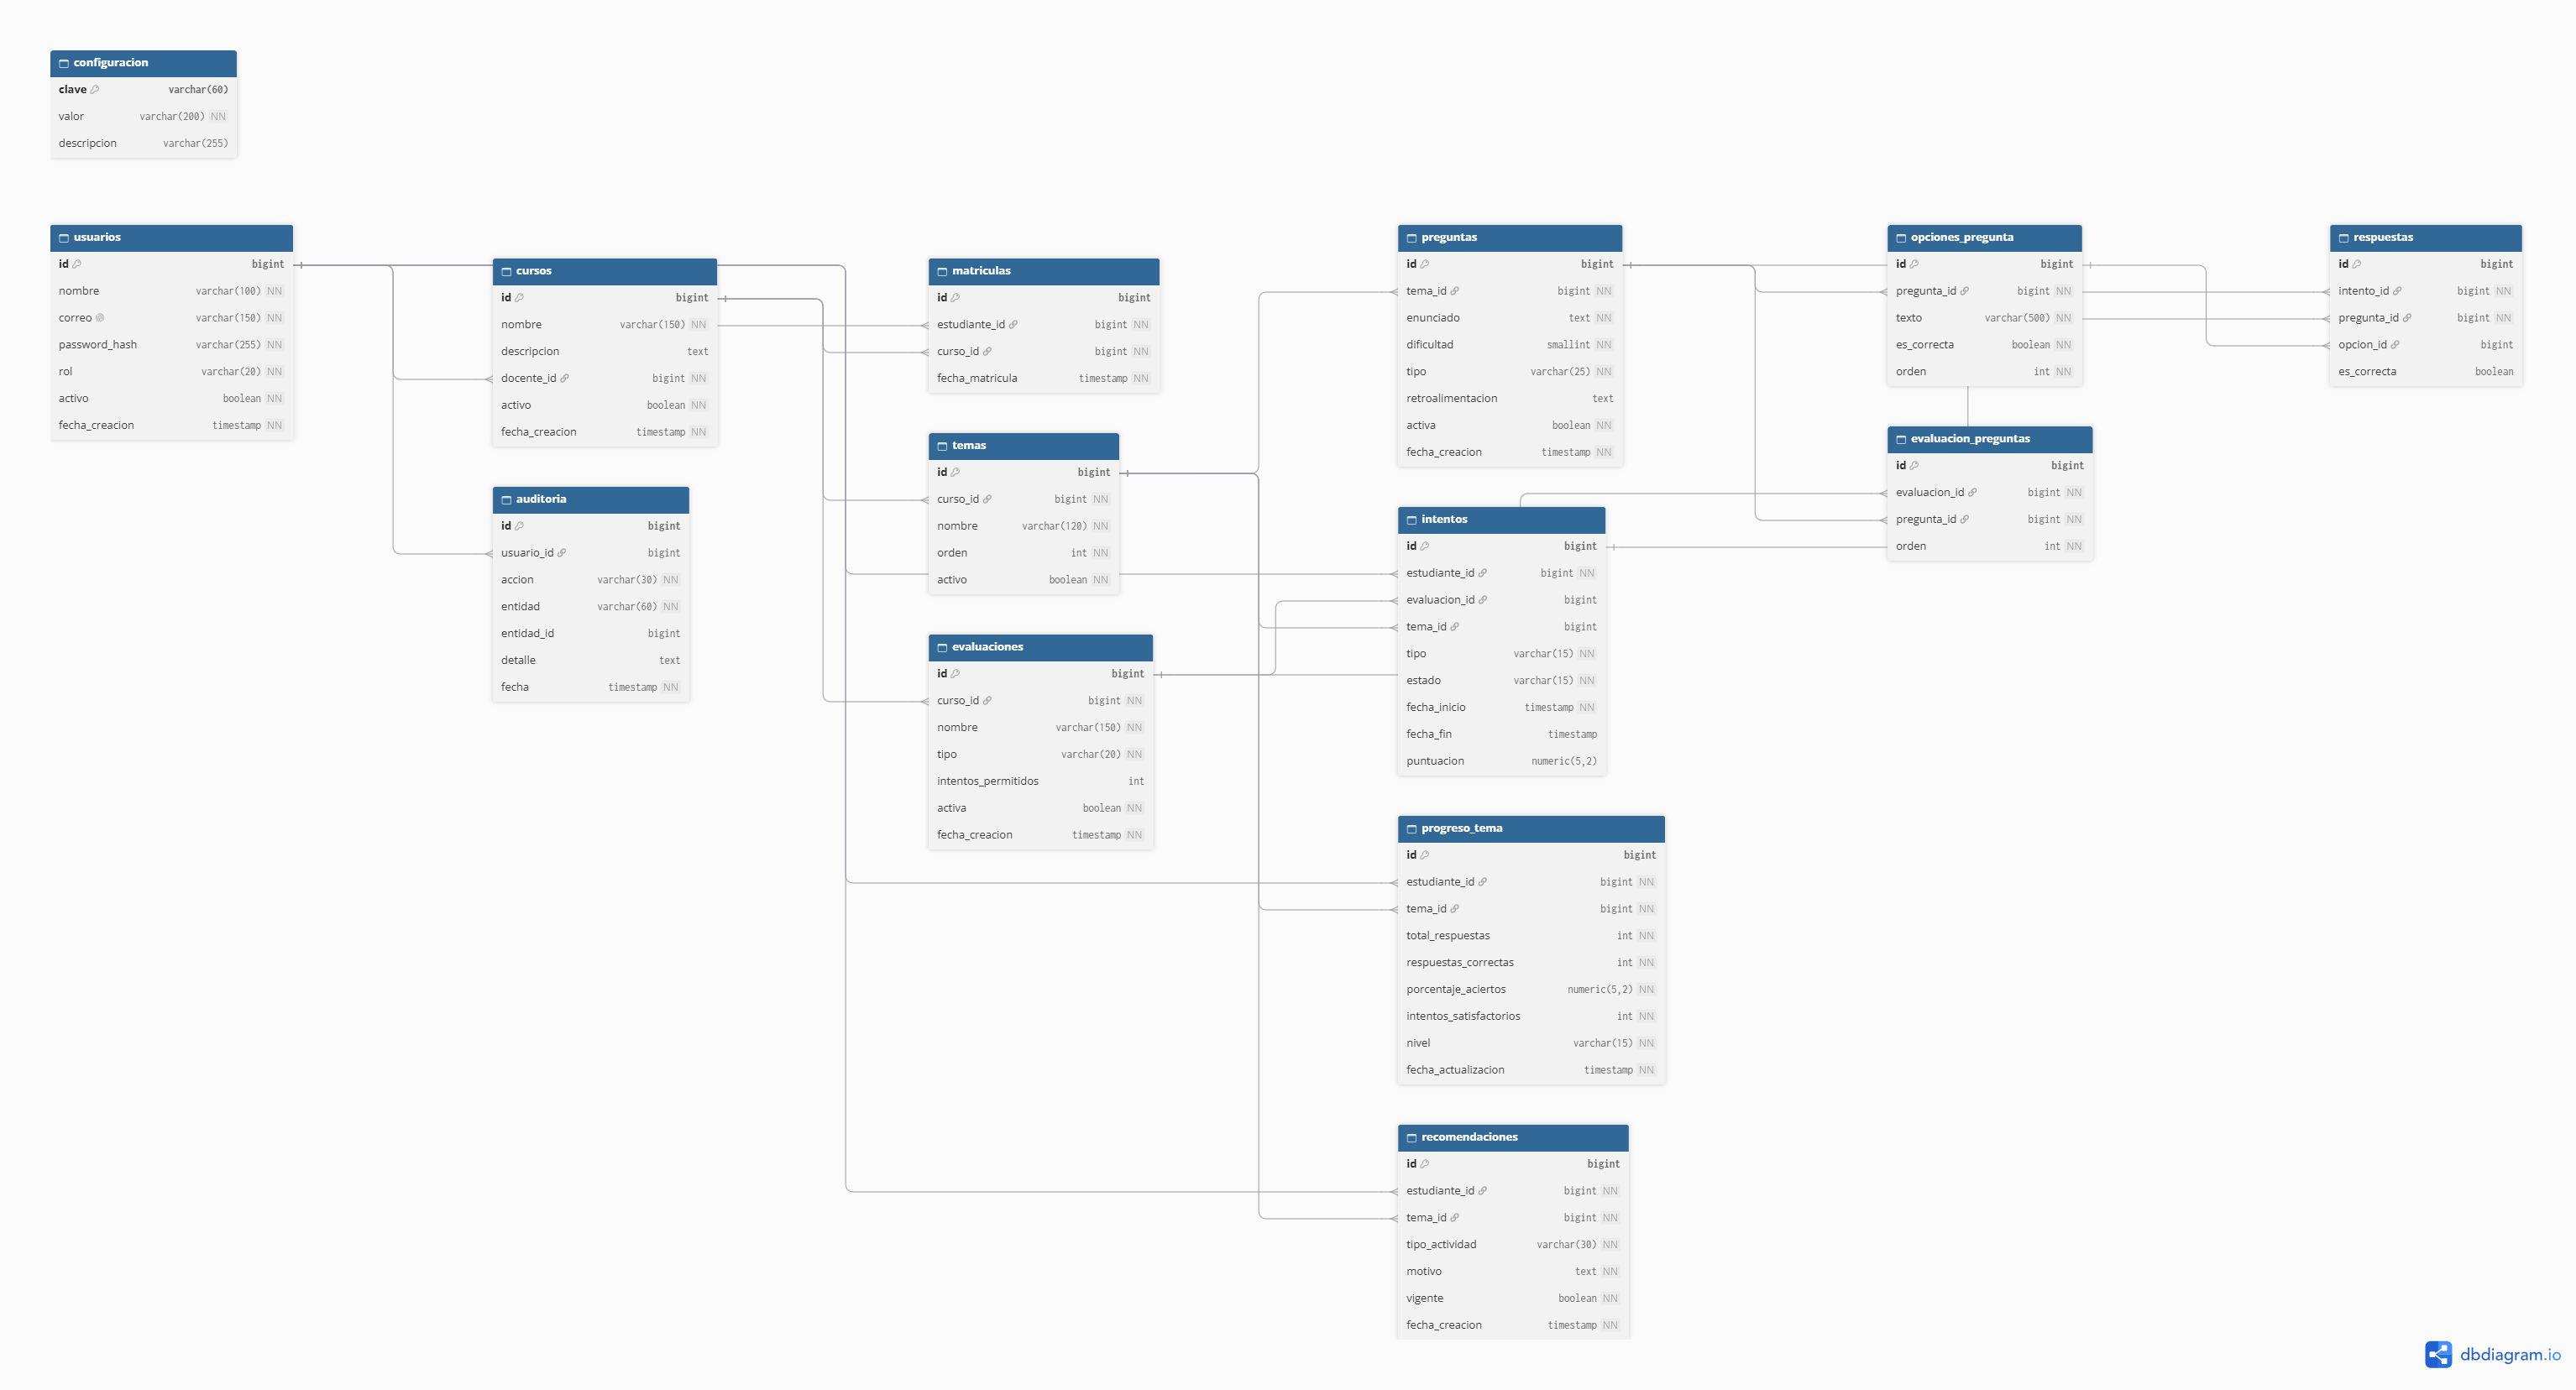 configuracion
clave varchar(60)
valor varchar(200) NN
descripcion varchar(255)
usuarios
id bigint
nombre varchar(100) NN
correo varchar(150) NN
password_hash varchar(255) NN
rol varchar(20) NN
activo boolean NN
fecha_creacion timestamp NN
cursos
id bigint
nombre varchar(150) NN
descripcion text
docente_id bigint NN
activo boolean NN
fecha_creacion timestamp NN
auditoria
id bigint
usuario_id bigint
accion varchar(30) NN
entidad varchar(60) NN
entidad_id bigint
detalle text
fecha timestamp NN
matriculas
id bigint
estudiante_id bigint NN
curso_id bigint NN
fecha_matricula timestamp NN
temas
id bigint
curso_id bigint NN
nombre varchar(120) NN
orden int NN
activo boolean NN
evaluaciones
id bigint
curso_id bigint NN
nombre varchar(150) NN
tipo varchar(20) NN
intentos_permitidos int
activa boolean NN
fecha_creacion timestamp NN
preguntas
id bigint
tema_id bigint NN
enunciado text NN
dificultad smallint NN
tipo varchar(25) NN
retroalimentacion text
activa boolean NN
fecha_creacion timestamp NN
intentos
id bigint
estudiante_id bigint NN
evaluacion_id bigint
tema_id bigint
tipo varchar(15) NN
estado varchar(15) NN
fecha_inicio timestamp NN
fecha_fin timestamp
puntuacion numeric(5,2)
progreso_tema
id bigint
estudiante_id bigint NN
tema_id bigint NN
total_respuestas int NN
respuestas_correctas int NN
porcentaje_aciertos numeric(5,2) NN
intentos_satisfactorios int NN
nivel varchar(15) NN
fecha_actualizacion timestamp NN
recomendaciones
id bigint
estudiante_id bigint NN
tema_id bigint NN
tipo_actividad varchar(30) NN
motivo text NN
vigente boolean NN
fecha_creacion timestamp NN
opciones_pregunta
id bigint
pregunta_id bigint NN
texto varchar(500) NN
es_correcta boolean NN
orden int NN
evaluacion_preguntas
id bigint
evaluacion_id bigint NN
pregunta_id bigint NN
orden int NN
respuestas
id bigint
intento_id bigint NN
pregunta_id bigint NN
opcion_id bigint
es_correcta boolean
dbdiagram.io